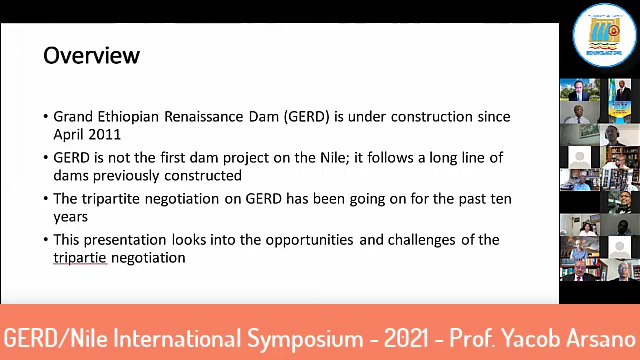 Overview
• Grand Ethiopian Renaissance Dam (GERD) is under construction since
April 2011
• GERD is not the first dam project on the Nile; it follows a long line of
dams previously constructed
• The tripartite negotiation on GERD has been going on for the past ten
years
• This presentation looks into the opportunities and challenges of the
tripartie negotiation
GERD/Nile International Symposium - 2021 - Prof. Yacob Arsano